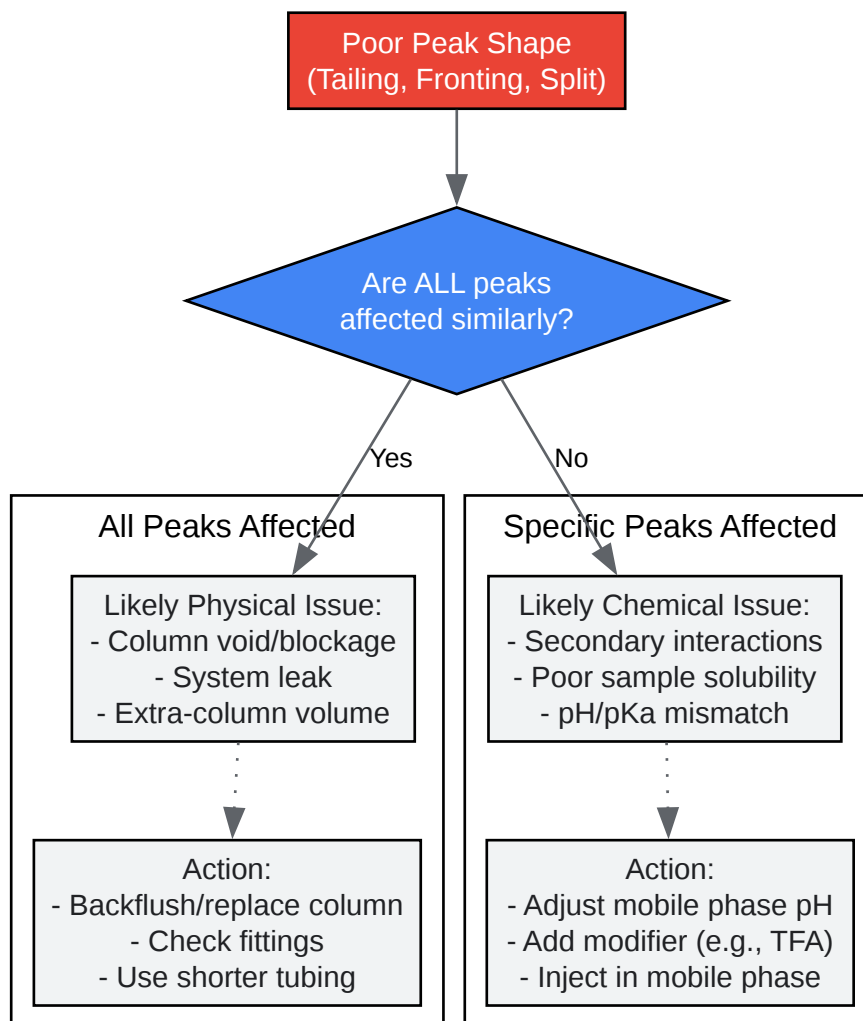 Poor Peak Shape
(Tailing, Fronting, Split)
Are ALL peaks
affected similarly?
Yes
No
All Peaks Affected
Likely Physical Issue:
- Column void/blockage
- System leak
- Extra-column volume
Action:
- Backflush/replace column
- Check fittings
- Use shorter tubing
Specific Peaks Affected
Likely Chemical Issue:
- Secondary interactions
- Poor sample solubility
- pH/pKa mismatch
Action:
- Adjust mobile phase pH
- Add modifier (e.g., TFA)
- Inject in mobile phase